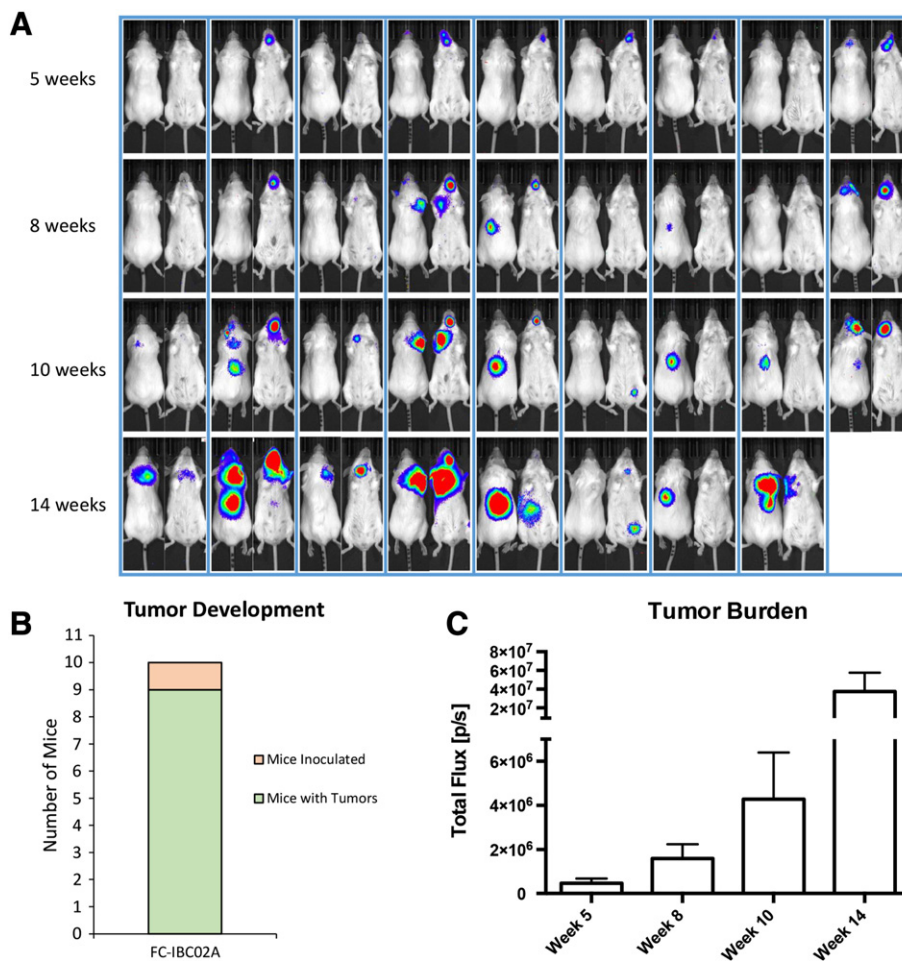 A
5 weeks
8 weeks
10 weeks
14 weeks
B
Tumor Development
Number of Mice
11
10
9
8
7
6
5
4
3
2
1
0
FC-IBC02A
Mice Inoculated
Mice with Tumors
C
Tumor Burden
Total Flux [p/s]
8×10⁷
6×10⁷
4×10⁷
2×10⁷
6×10⁶
4×10⁶
2×10⁶
0
Week 5
Week 8
Week 10
Week 14